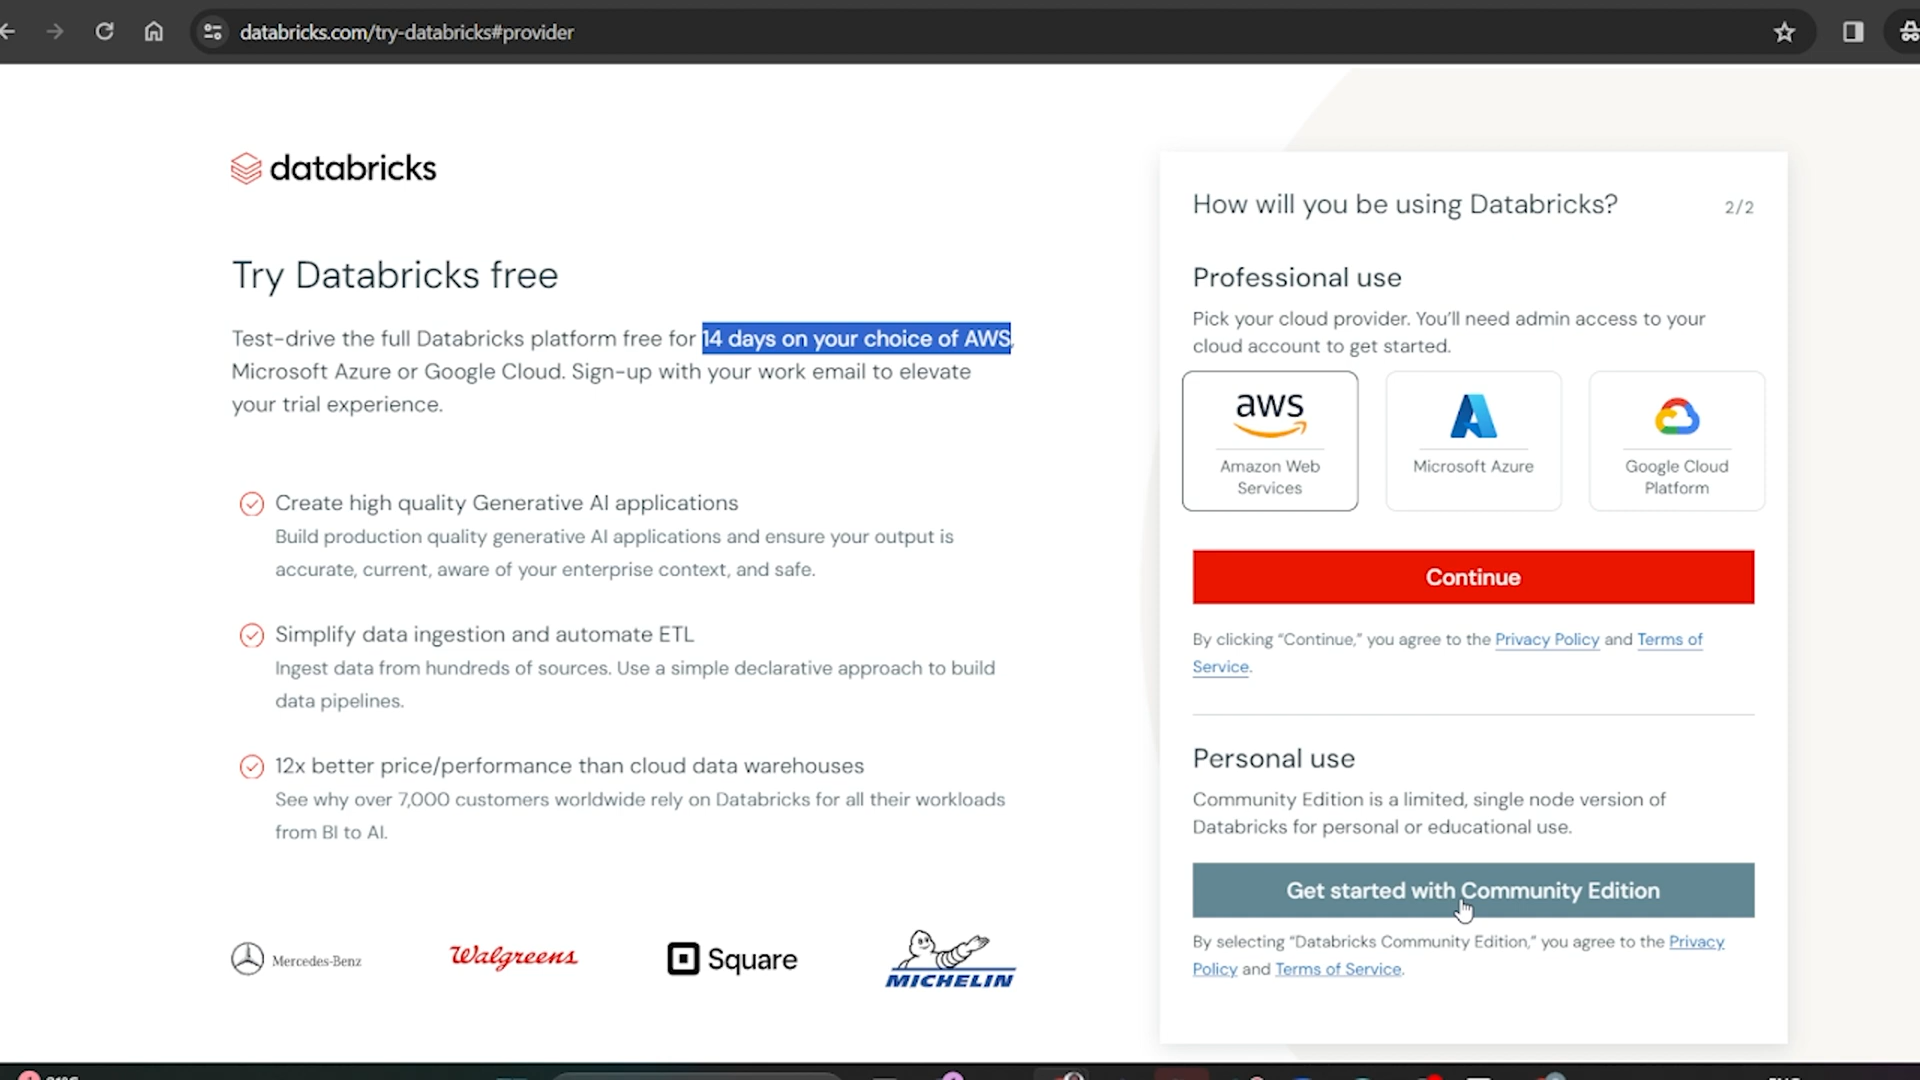 databricks.com/try-databricks#provider
databricks
Try Databricks free
Test-drive the full Databricks platform free for 14 days on your choice of AWS,
Microsoft Azure or Google Cloud. Sign-up with your work email to elevate
your trial experience.
Create high quality Generative AI applications
Build production quality generative AI applications and ensure your output is
accurate, current, aware of your enterprise context, and safe.
Simplify data ingestion and automate ETL
Ingest data from hundreds of sources. Use a simple declarative approach to build
data pipelines.
12x better price/performance than cloud data warehouses
See why over 7,000 customers worldwide rely on Databricks for all their workloads
from BI to AI.
Mercedes-Benz
Walgreens
Square
MICHELIN
How will you be using Databricks?
2/2
Professional use
Pick your cloud provider. You’ll need admin access to your
cloud account to get started.
aws
Amazon Web
Services
Microsoft Azure
Google Cloud
Platform
Continue
By clicking “Continue,” you agree to the Privacy Policy and Terms of
Service.
Personal use
Community Edition is a limited, single node version of
Databricks for personal or educational use.
Get started with Community Edition
By selecting “Databricks Community Edition,” you agree to the Privacy
Policy and Terms of Service.